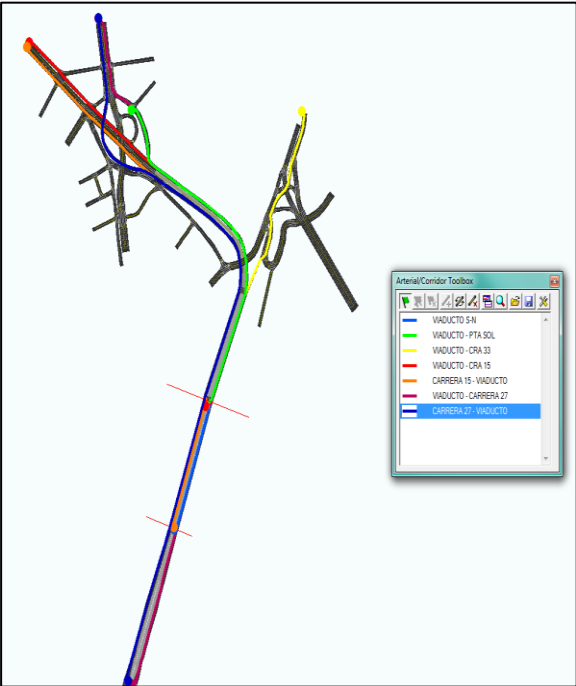 Arterial/Corridor Toolbox
VIADUCTO S-N
VIADUCTO - PTA SOL
VIADUCTO - CRA 33
VIADUCTO - CRA 15
CARRERA 15 - VIADUCTO
VIADUCTO - CARRERA 27
CARRERA 27 - VIADUCTO